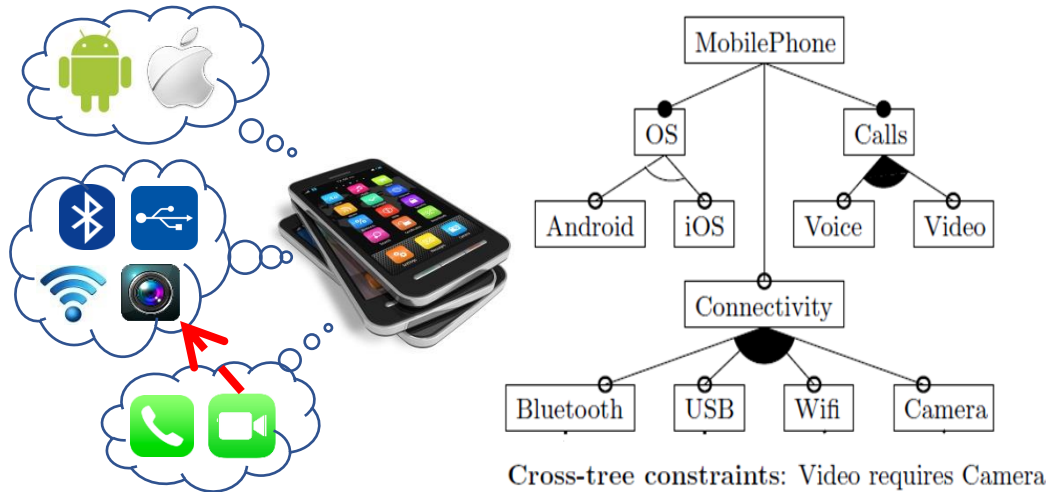 MobilePhone
OS
Calls
Android
iOS
Voice
Video
Connectivity
Bluetooth
USB
Wifi
Camera
Cross-tree constraints: Video requires Camera